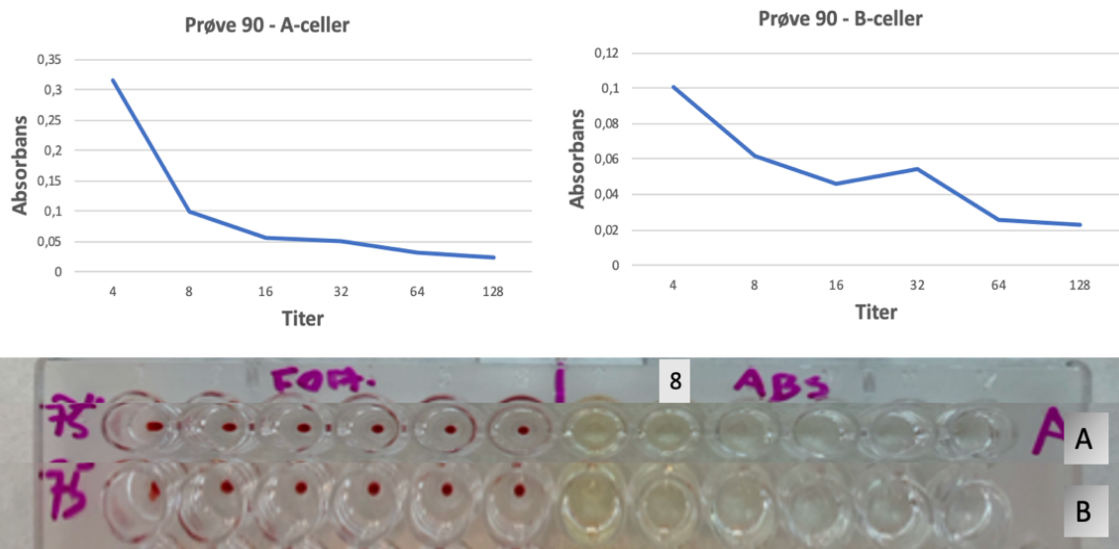 Prøve 90 - A-celler
Absorbans
0,35
0,3
0,25
0,2
0,15
0,1
0,05
0
4 8 16 32 64 128
Titer
Prøve 90 - B-celler
Absorbans
0,12
0,1
0,08
0,06
0,04
0,02
0
4 8 16 32 64 128
Titer
FORT. 8 ABS
75 A A
75 B